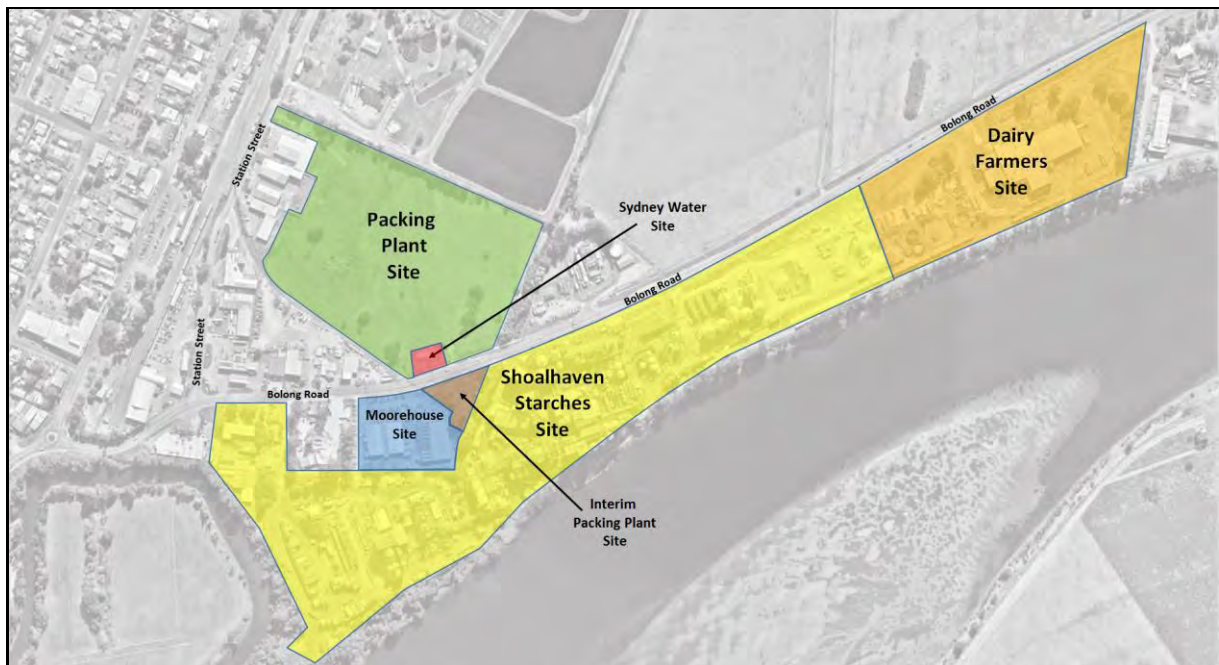 Bolong Road
Dairy
Farmers
Site
Station Street
Sydney Water
Site
Packing
Plant
Site
Bolong Road
Station Street
Shoalhaven
Starches
Site
Bolong Road
Moorehouse
Site
Interim
Packing Plant
Site